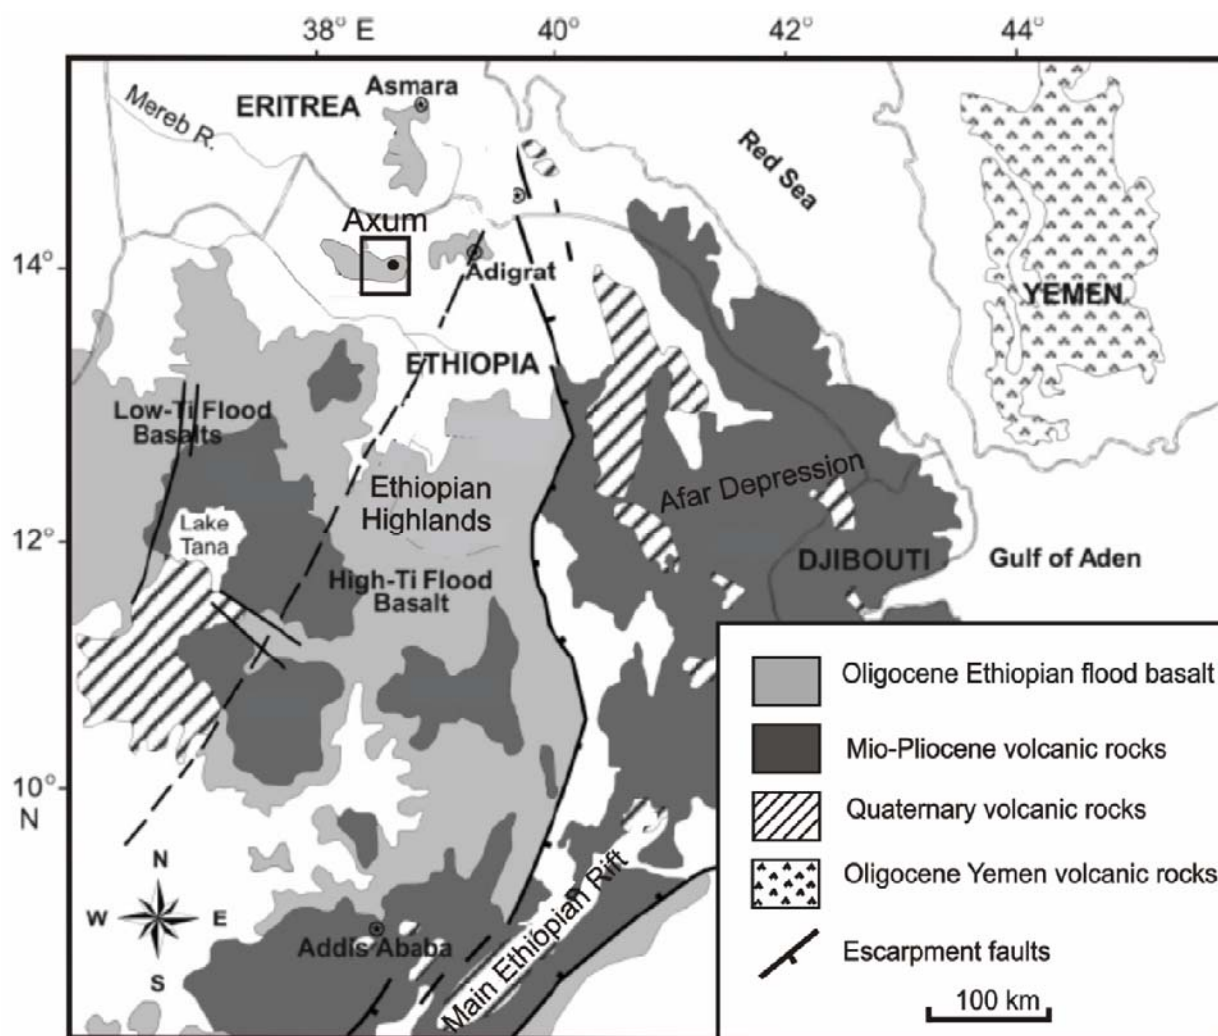 38° E
40°
42°
44°
Asmara
ERITREA
Mereb R.
Red Sea
Axum
14°
Adigrat
YEMEN
ETHIOPIA
Low-Ti Flood
Basalts
Afar Depression
Ethiopian
Highlands
Lake
Tana
12°
DJIBOUTI
Gulf of Aden
High-Ti Flood
Basalt
Oligocene Ethiopian flood basalt
Mio-Pliocene volcanic rocks
10°
N
Quaternary volcanic rocks
N
W
E
S
Main Ethiopian Rift
Oligocene Yemen volcanic rocks
Addis Ababa
Escarpment faults
100 km